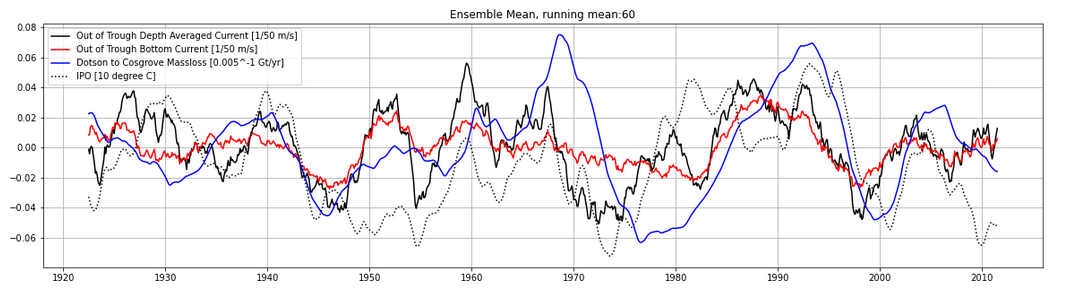 Ensemble Mean, running mean:60
0.08
0.06
0.04
0.02
0.00
−0.02
−0.04
−0.06
Out of Trough Depth Averaged Current [1/50 m/s]
Out of Trough Bottom Current [1/50 m/s]
Dotson to Cosgrove Massloss [0.005^-1 Gt/yr]
IPO [10 degree C]
1920 1930 1940 1950 1960 1970 1980 1990 2000 2010